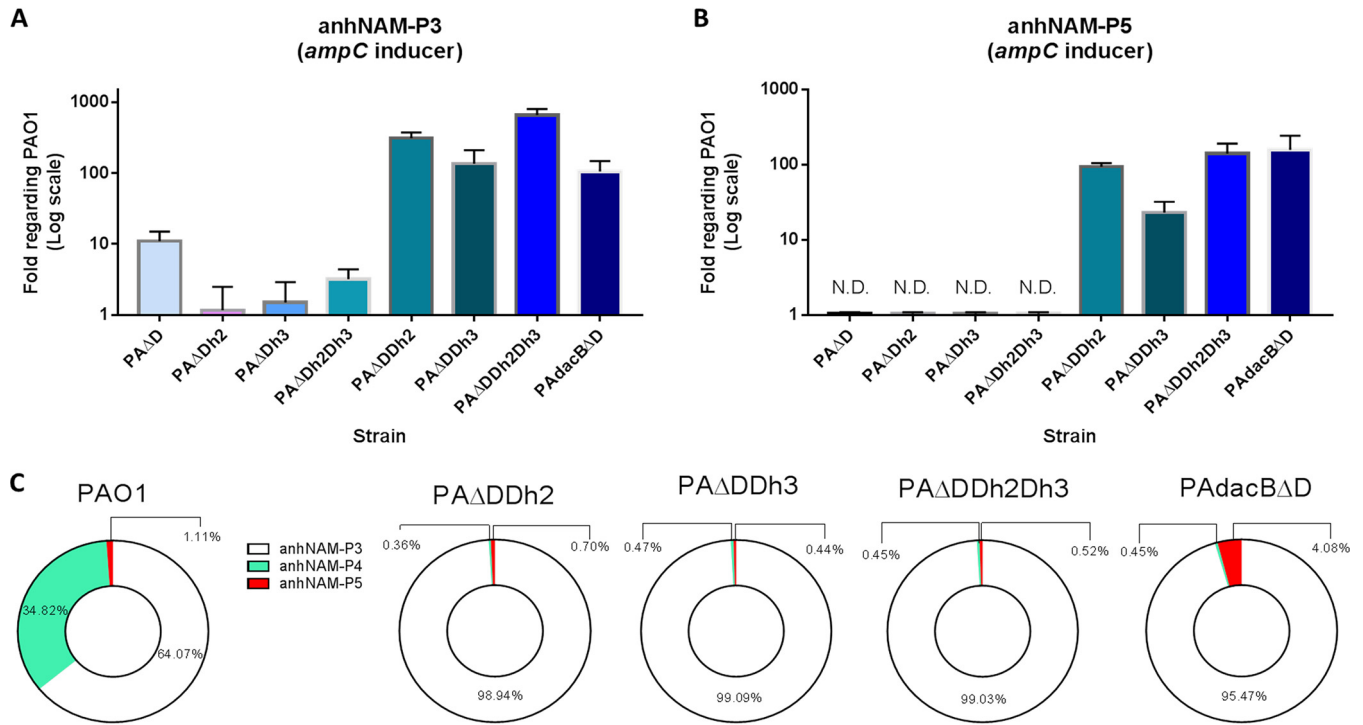 A
anhNAM-P3
(ampC inducer)
Fold regarding PAO1
(Log scale)
1000
100
10
1
PAΔD
PAΔDh2
PAΔDh3
PAΔDh2Dh3
PAΔDDh2
PAΔDDh3
PAΔDDh2Dh3
PAdacBΔD
Strain
B
anhNAM-P5
(ampC inducer)
Fold regarding PAO1
(Log scale)
1000
100
10
1
N.D.
N.D.
N.D.
N.D.
PAΔD
PAΔDh2
PAΔDh3
PAΔDh2Dh3
PAΔDDh2
PAΔDDh3
PAΔDDh2Dh3
PAdacBΔD
Strain
C
PAO1
1.11%
34.82%
64.07%
anhNAM-P3
anhNAM-P4
anhNAM-P5
PAΔDDh2
0.36%
0.70%
98.94%
PAΔDDh3
0.47%
0.44%
99.09%
PAΔDDh2Dh3
0.45%
0.52%
99.03%
PAdacBΔD
0.45%
4.08%
95.47%